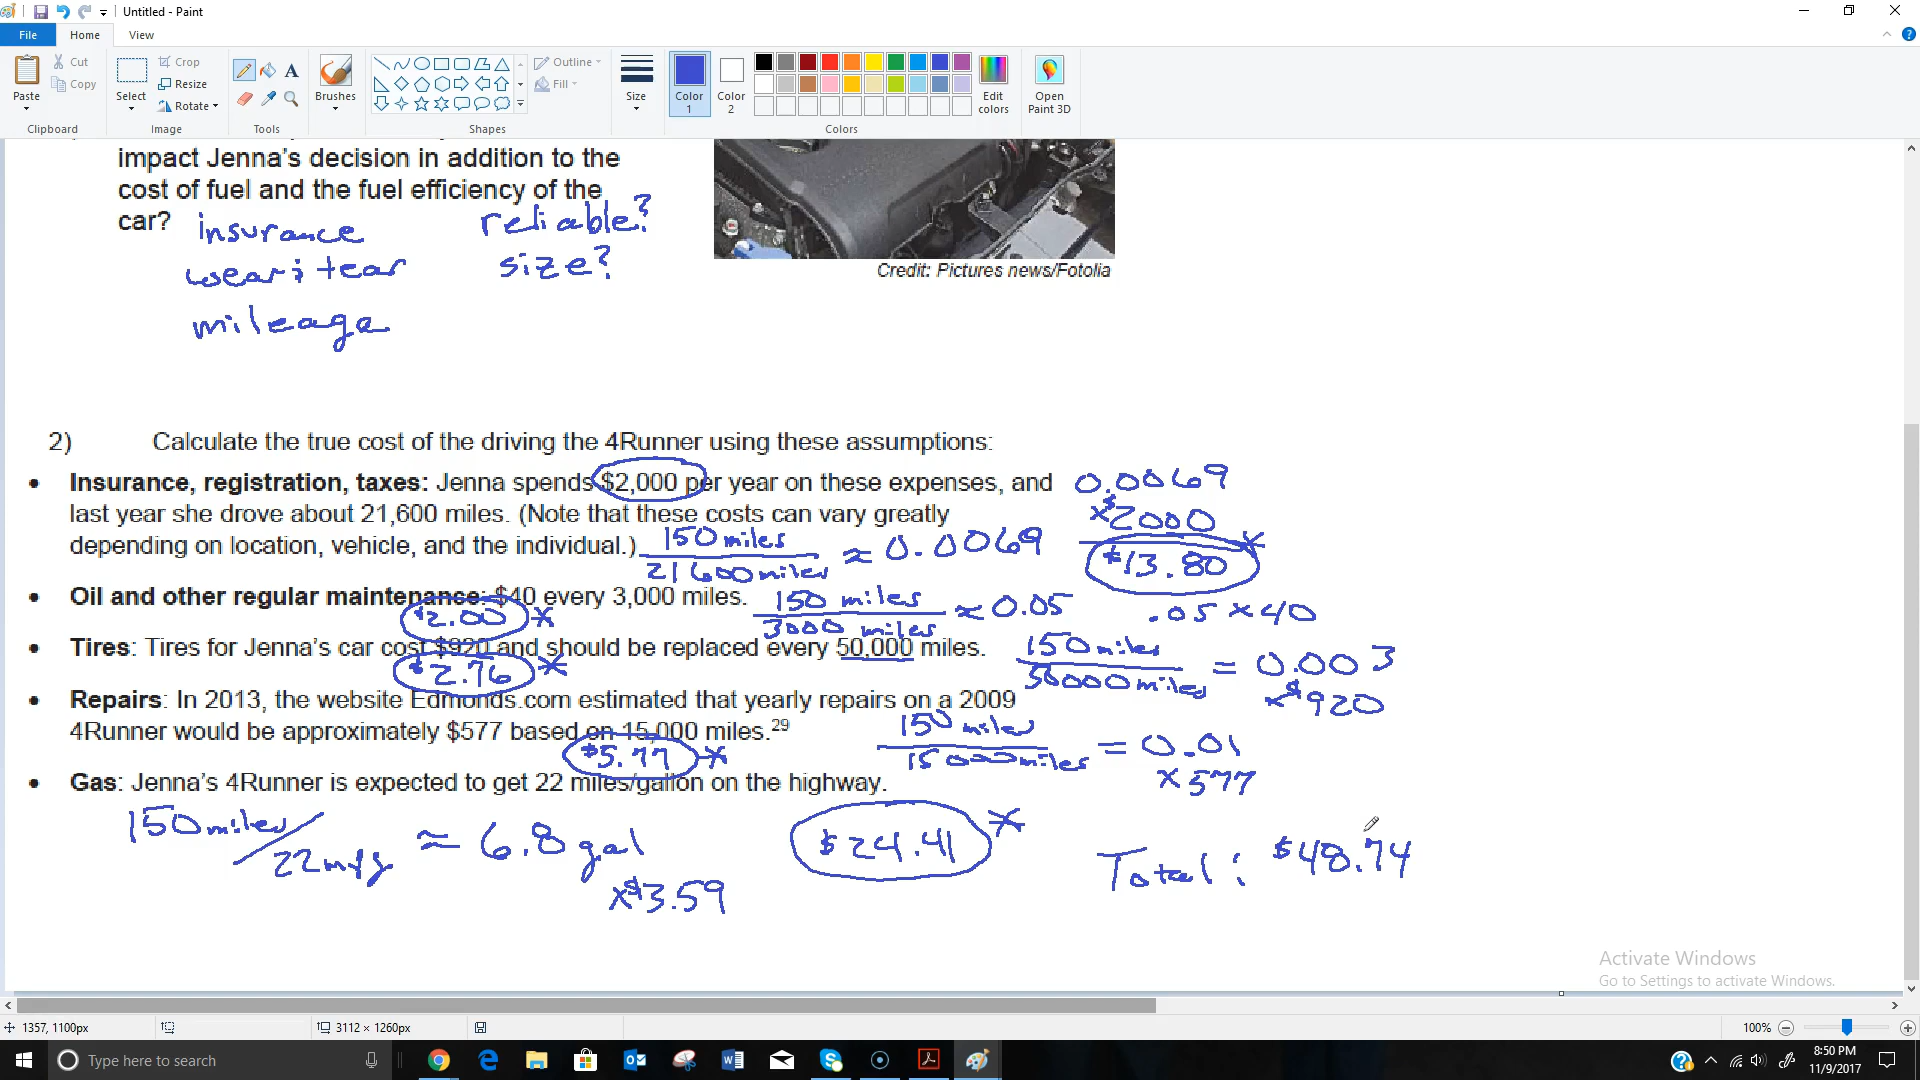 Untitled - Paint
File Home View
Paste Cut Copy Clipboard
Select Crop Resize Rotate Image
Tools
Brushes
Shapes
Outline
Fill
Size
Color 1
Color 2
Colors
Edit colors
Open Paint 3D
impact Jenna's decision in addition to the
cost of fuel and the fuel efficiency of the
car?
insurance reliable?
wear & tear size?
mileage
Credit: Pictures news/Fotolia
2) Calculate the true cost of the driving the 4Runner using these assumptions:
• Insurance, registration, taxes: Jenna spends $2,000 per year on these expenses, and
last year she drove about 21,600 miles. (Note that these costs can vary greatly
depending on location, vehicle, and the individual.)
150 miles
21600 miles
≈ 0.0069
0.0069
x $2000
$13.80 *
• Oil and other regular maintenance: $40 every 3,000 miles.
150 miles
3000 miles
≈ 0.05
.05 x 40
$2.00 *
• Tires: Tires for Jenna's car cost $920 and should be replaced every 50,000 miles.
150 miles
50000 miles
= 0.003
x $920
$2.76 *
• Repairs: In 2013, the website Edmonds.com estimated that yearly repairs on a 2009
4Runner would be approximately $577 based on 15,000 miles.29
150 miles
15000 miles
= 0.01
x 577
$5.77 *
• Gas: Jenna's 4Runner is expected to get 22 miles/gallon on the highway.
150 miles / 22 mpg ≈ 6.8 gal
x $3.59
$24.41 *
Total: $48.74
Activate Windows
Go to Settings to activate Windows.
1357, 1100px 3112 × 1260px 100%
Type here to search
8:50 PM
11/9/2017